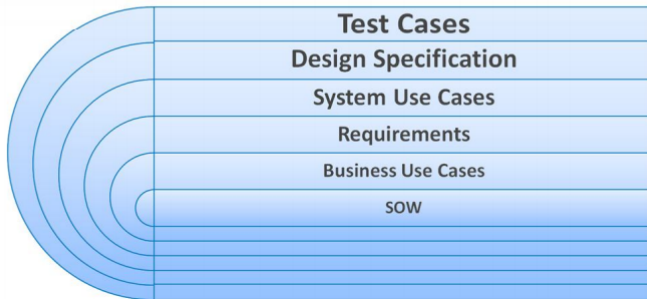 Test Cases
Design Specification
System Use Cases
Requirements
Business Use Cases
SOW